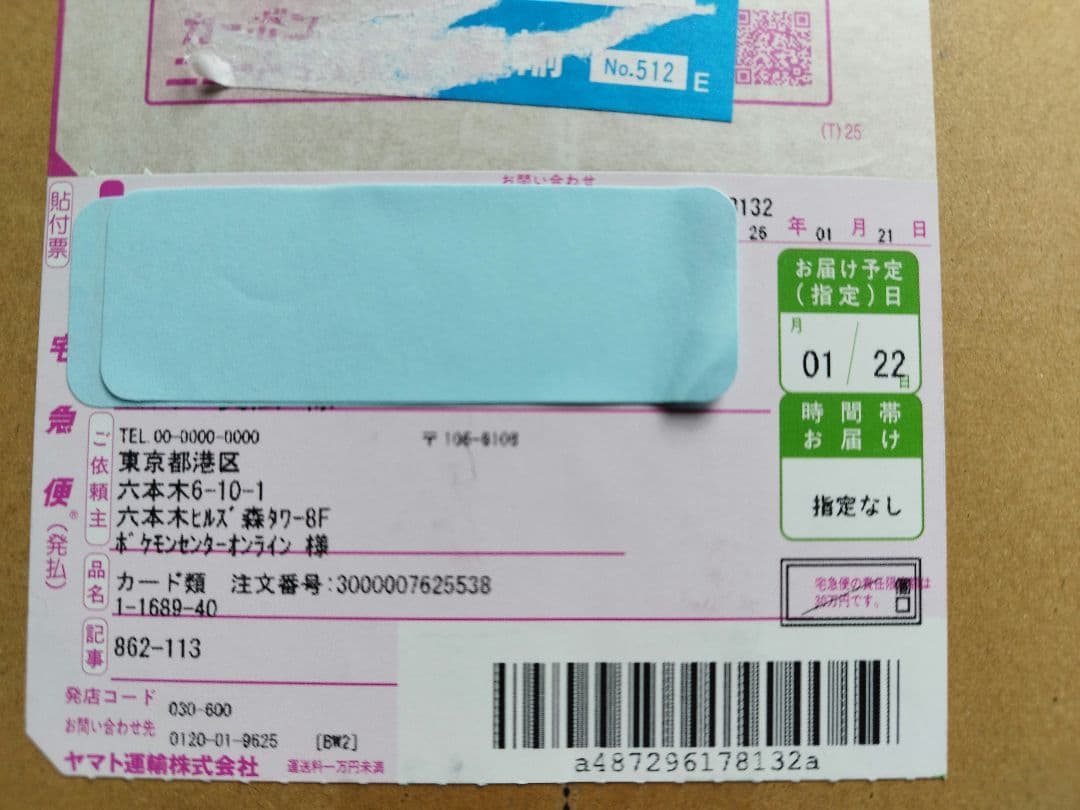 カーボン
No.512 E
(T)25
お問い合わせ
貼付票
8132
26 年 01 月 21 日
お届け予定
(指定)日
月
01 / 22
日
時間帯
お届け
指定なし
宅急便®(発払)
ご依頼主
TEL 00-0000-0000 〒106-6108
東京都港区
六本木6-10-1
六本木ﾋﾙｽﾞ森ﾀﾜｰ8F
ﾎﾟｹﾓﾝｾﾝﾀｰｵﾝﾗｲﾝ 様
品名
カード類 注文番号:3000007625538
1-1689-40
宅急便の責任限度額は
30万円です。
記事
862-113
発店コード 030-600
お問い合わせ先 0120-01-9625 [BW2]
ヤマト運輸株式会社 運送料一万円未満
a487296178132a